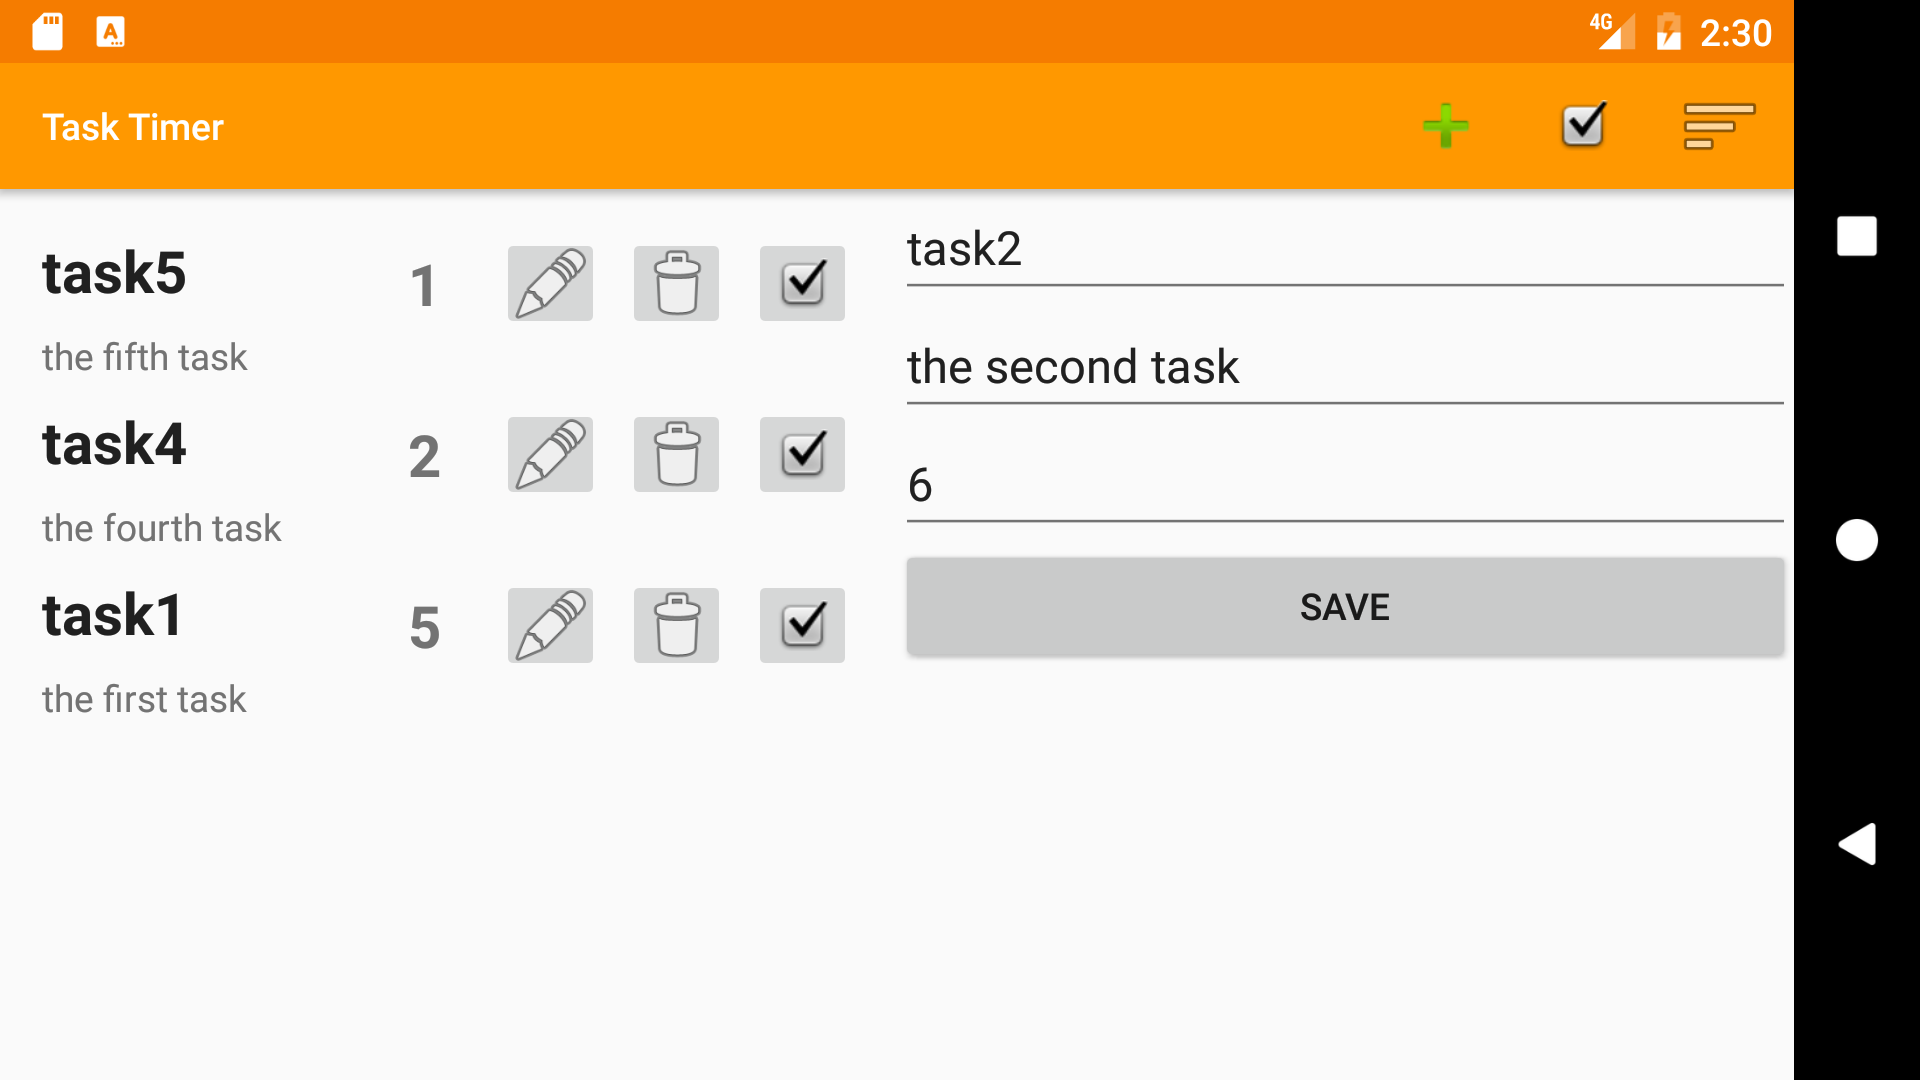 4G 2:30
Task Timer
task5 1
the fifth task
task4 2
the fourth task
task1 5
the first task
task2
the second task
6
SAVE